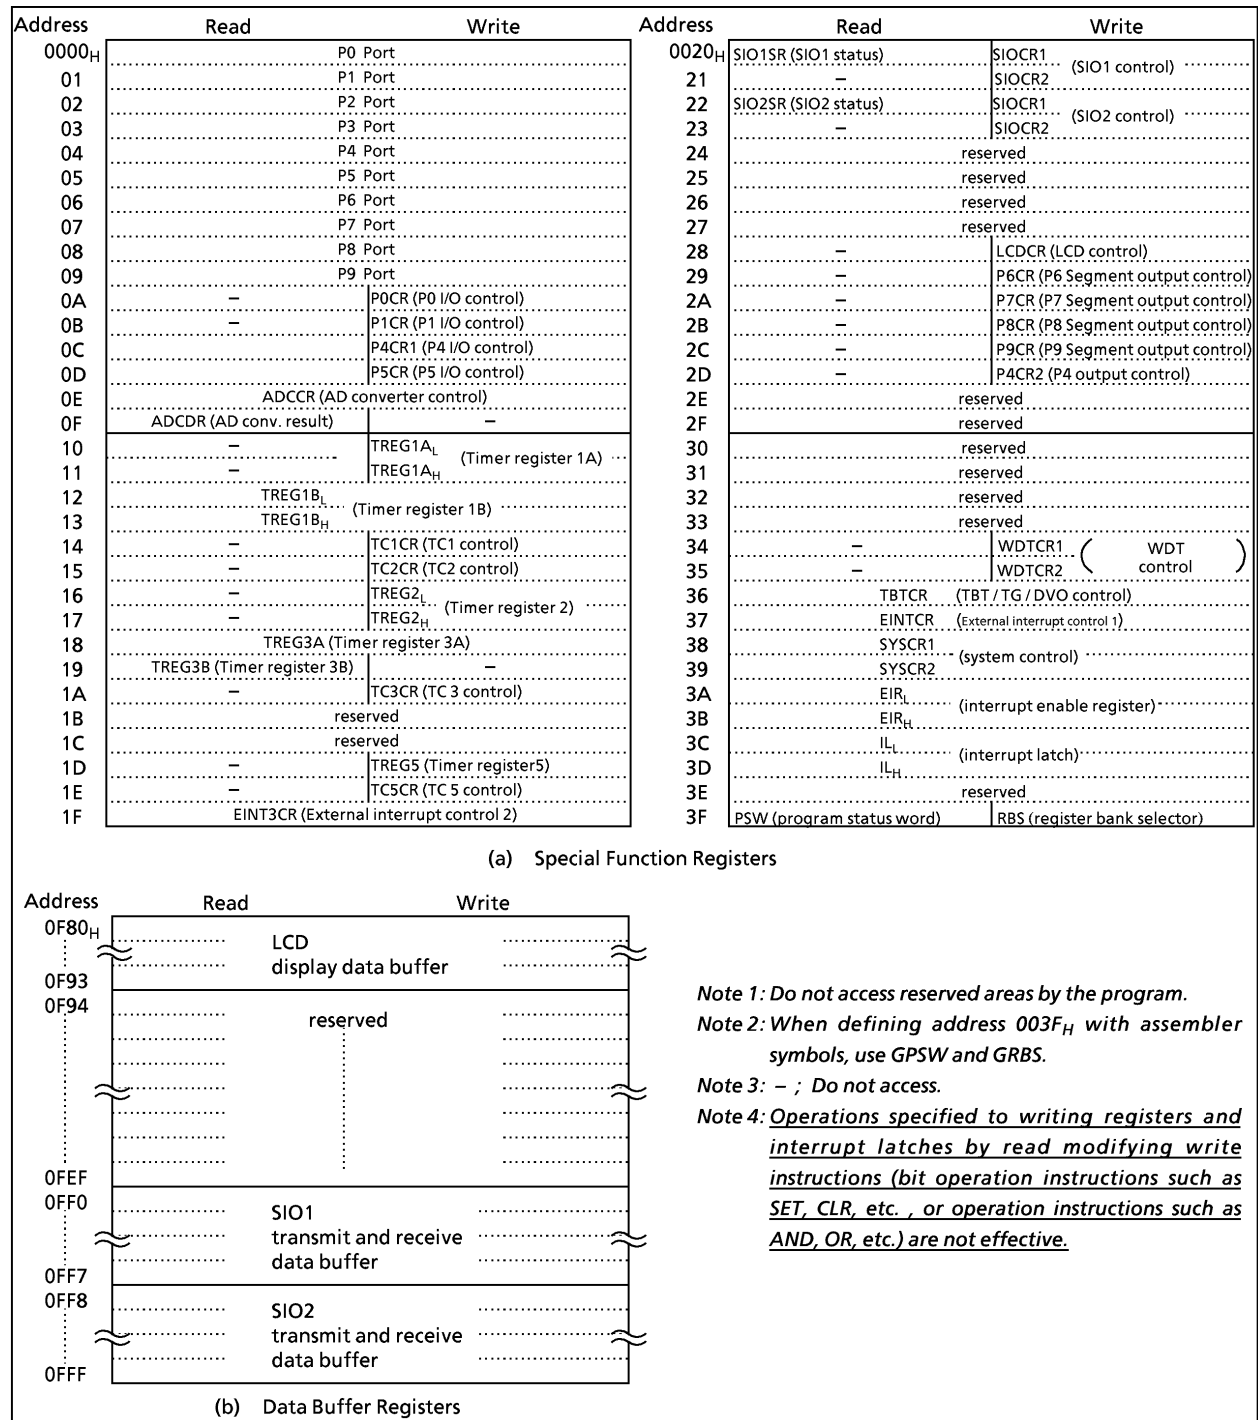 Address Read Write
0000H P0 Port
01 P1 Port
02 P2 Port
03 P3 Port
04 P4 Port
05 P5 Port
06 P6 Port
07 P7 Port
08 P8 Port
09 P9 Port
0A – P0CR (P0 I/O control)
0B – P1CR (P1 I/O control)
0C P4CR1 (P4 I/O control)
0D P5CR (P5 I/O control)
0E ADCCR (AD converter control)
0F ADCDR (AD conv. result) –
10 – TREG1AL
(Timer register 1A)
11 – TREG1AH
12 TREG1BL
(Timer register 1B)
13 TREG1BH
14 – TC1CR (TC1 control)
15 – TC2CR (TC2 control)
16 – TREG2L
(Timer register 2)
17 – TREG2H
18 TREG3A (Timer register 3A)
19 TREG3B (Timer register 3B) –
1A – TC3CR (TC 3 control)
1B reserved
1C reserved
1D – TREG5 (Timer register5)
1E – TC5CR (TC 5 control)
1F EINT3CR (External interrupt control 2)
Address Read Write
0020H SIO1SR (SIO1 status) SIOCR1
(SIO1 control)
21 – SIOCR2
22 SIO2SR (SIO2 status) SIOCR1
(SIO2 control)
23 – SIOCR2
24 reserved
25 reserved
26 reserved
27 reserved
28 – LCDCR (LCD control)
29 – P6CR (P6 Segment output control)
2A – P7CR (P7 Segment output control)
2B – P8CR (P8 Segment output control)
2C – P9CR (P9 Segment output control)
2D – P4CR2 (P4 output control)
2E reserved
2F reserved
30 reserved
31 reserved
32 reserved
33 reserved
34 – WDTCR1 ( WDT
35 – WDTCR2 control )
36 TBTCR (TBT / TG / DVO control)
37 EINTCR (External interrupt control 1)
38 SYSCR1
(system control)
39 SYSCR2
3A EIRL
(interrupt enable register)
3B EIRH
3C ILL
(interrupt latch)
3D ILH
3E reserved
3F PSW (program status word) RBS (register bank selector)
(a) Special Function Registers
Address Read Write
0F80H
LCD
display data buffer
0F93
0F94
reserved
0FEF
0FF0
SIO1
transmit and receive
data buffer
0FF7
0FF8
SIO2
transmit and receive
data buffer
0FFF
(b) Data Buffer Registers
Note 1: Do not access reserved areas by the program.
Note 2: When defining address 003FH with assembler
symbols, use GPSW and GRBS.
Note 3: – ; Do not access.
Note 4: Operations specified to writing registers and
interrupt latches by read modifying write
instructions (bit operation instructions such as
SET, CLR, etc. , or operation instructions such as
AND, OR, etc.) are not effective.